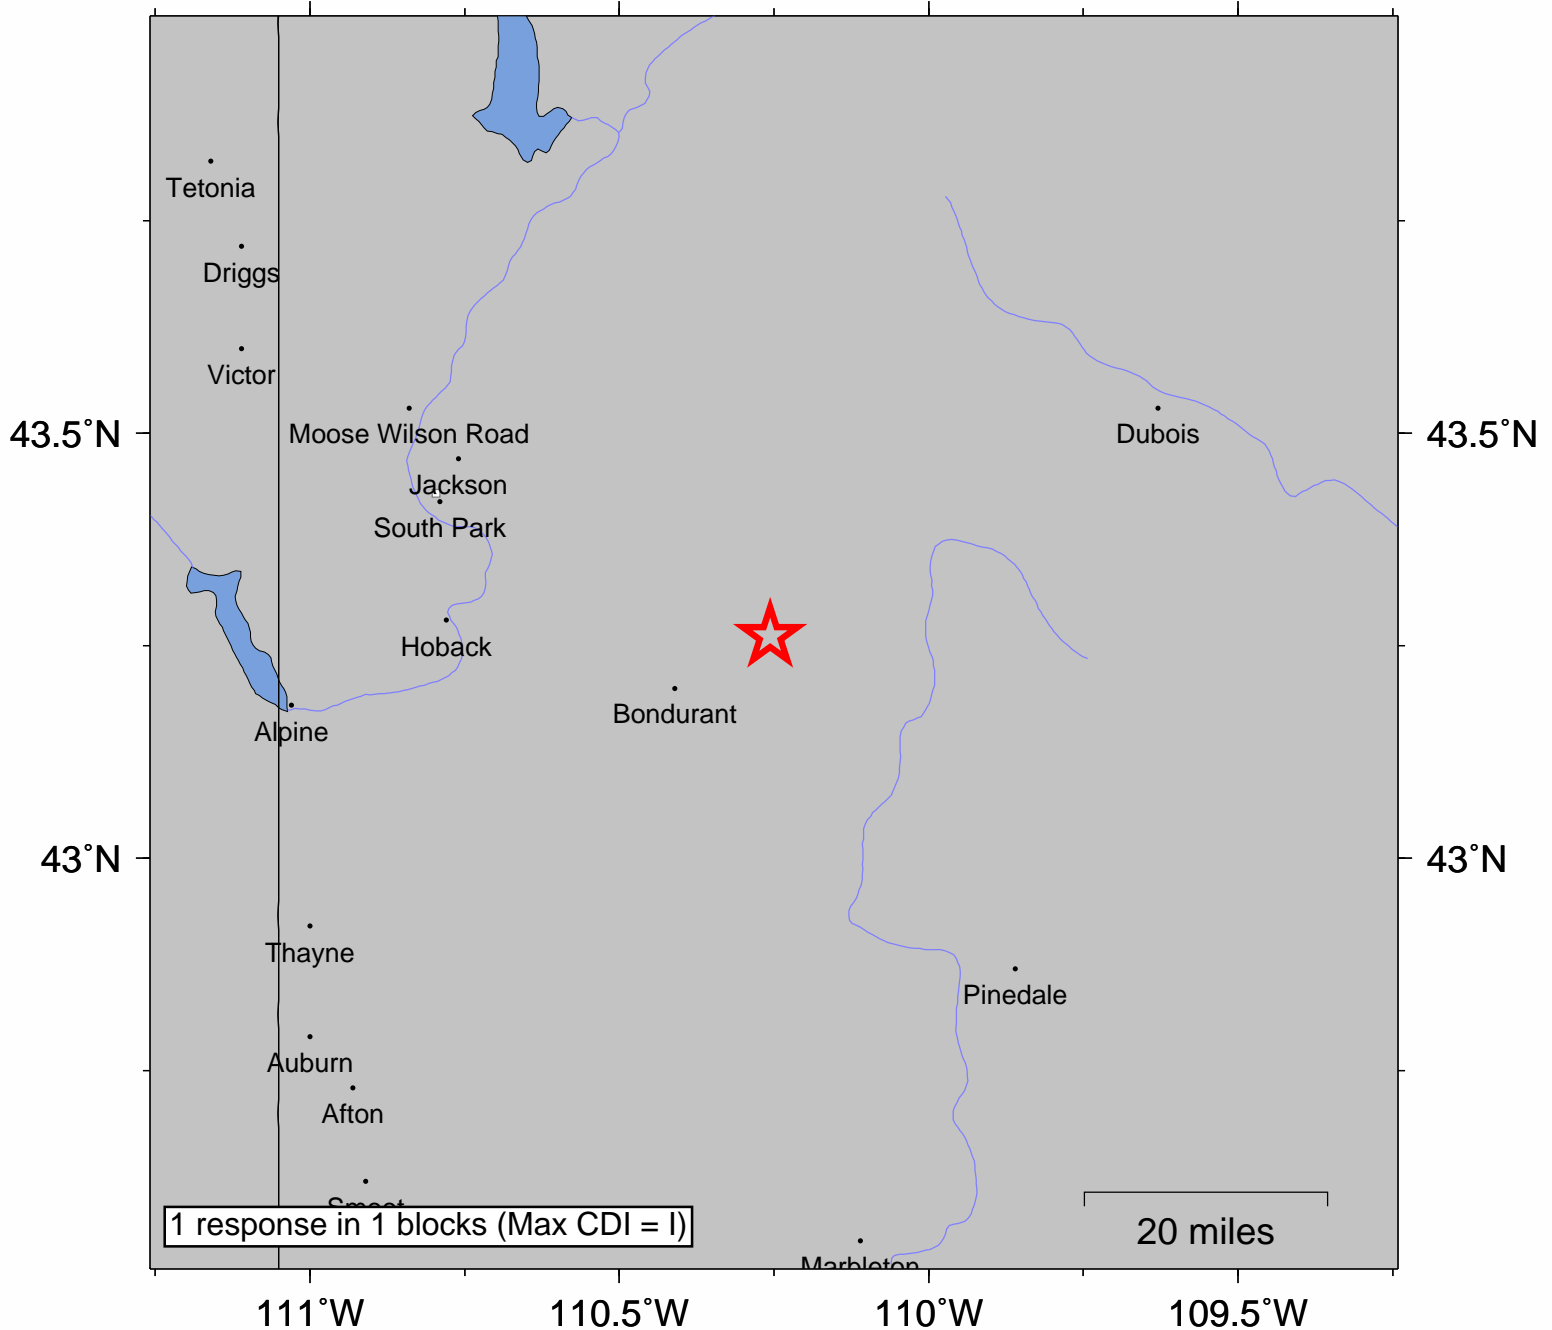 Tetonia
Driggs
Victor
43.5°N
Moose Wilson Road
Dubois
43.5°N
Jackson
South Park
Hoback
Bondurant
Alpine
43°N
43°N
Thayne
Pinedale
Auburn
Afton
Smoot
1 response in 1 blocks (Max CDI = I)
20 miles
Marbleton
111°W
110.5°W
110°W
109.5°W